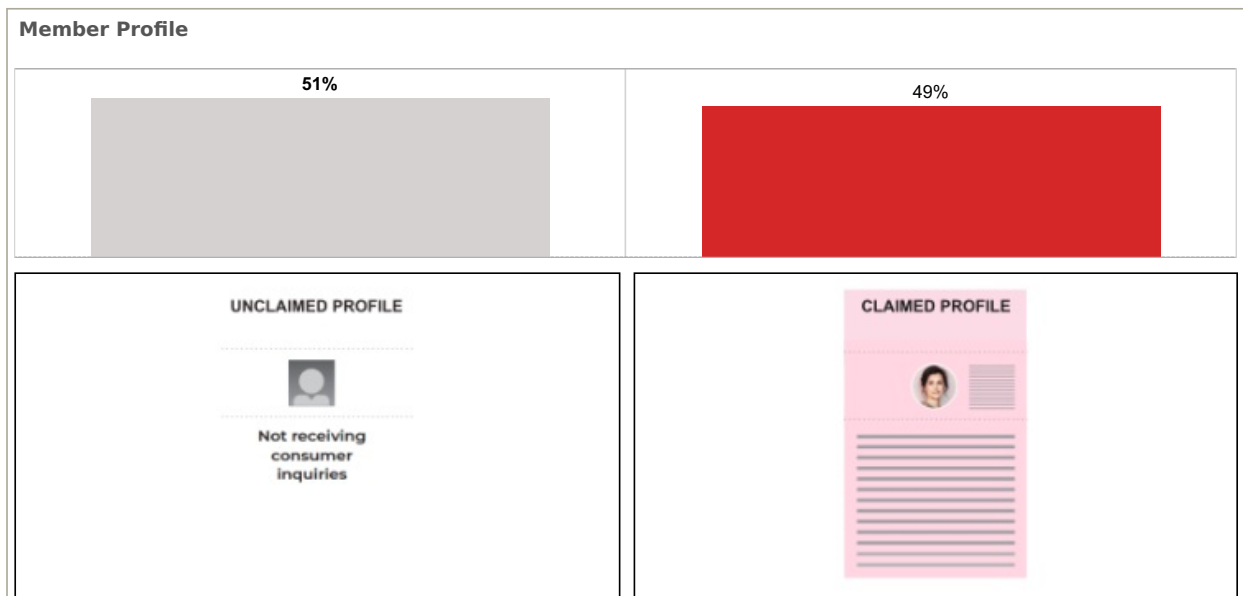 Member Profile
51%
49%
UNCLAIMED PROFILE
Not receiving
consumer
inquiries
CLAIMED PROFILE